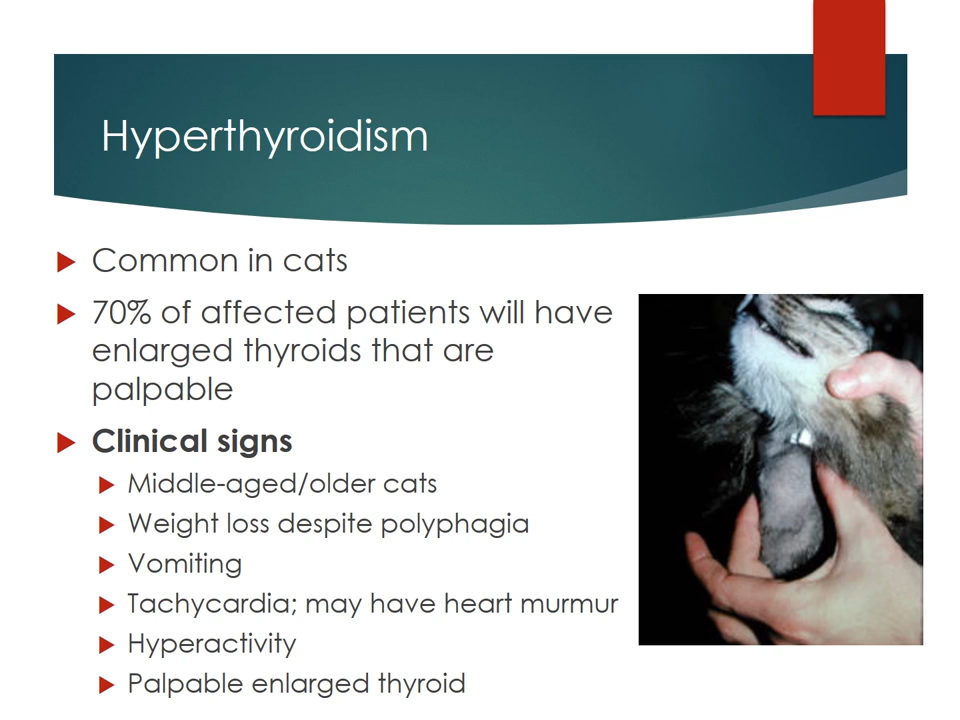 Hyperthyroidism
Common in cats
70% of affected patients will have
enlarged thyroids that are
palpable
Clinical signs
Middle-aged/older cats
Weight loss despite polyphagia
Vomiting
Tachycardia; may have heart murmur
Hyperactivity
Palpable enlarged thyroid